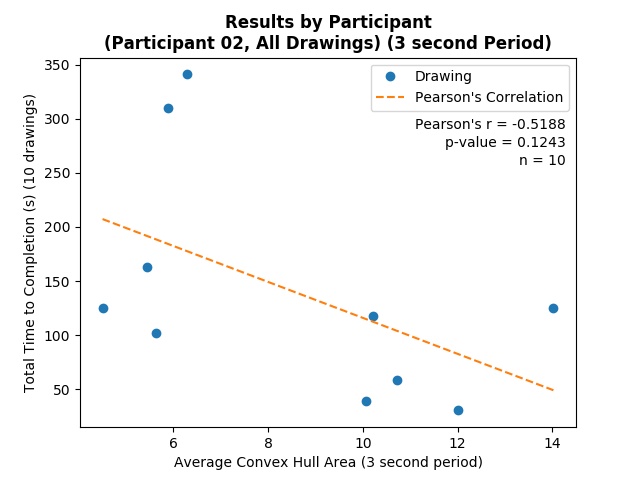 Results by Participant
(Participant 02, All Drawings) (3 second Period)
Drawing
Pearson's Correlation
Pearson's r = -0.5188
p-value = 0.1243
n = 10
Total Time to Completion (s) (10 drawings)
350
300
250
200
150
100
50
6 8 10 12 14
Average Convex Hull Area (3 second period)